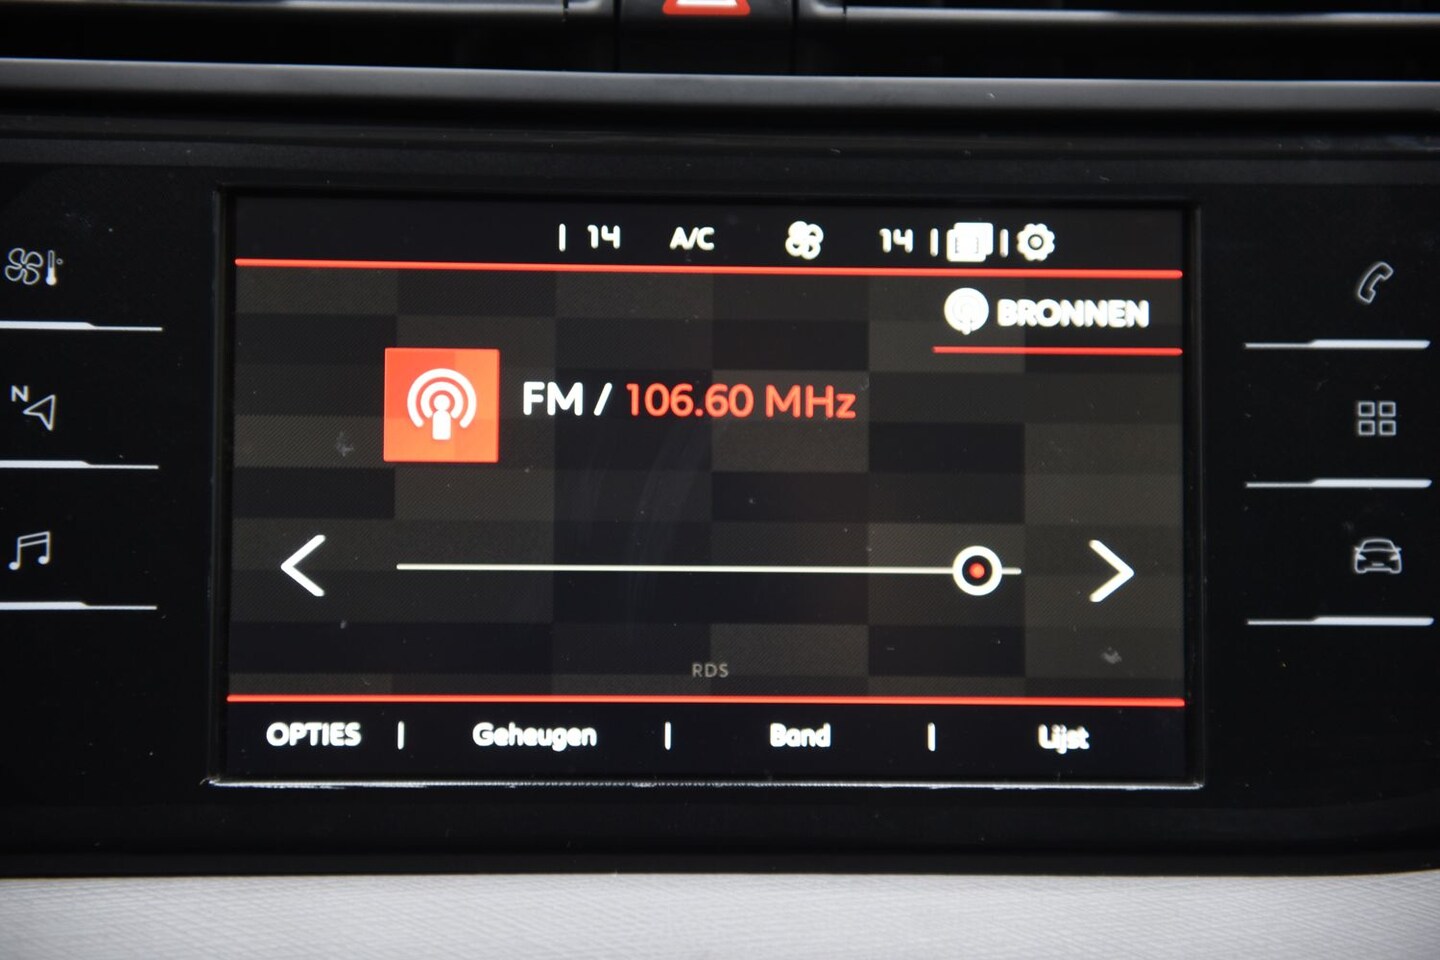 | 14 A/C 14 | |
BRONNEN
N
FM / 106.60 MHz
RDS
OPTIES | Geheugen | Band | Lijst